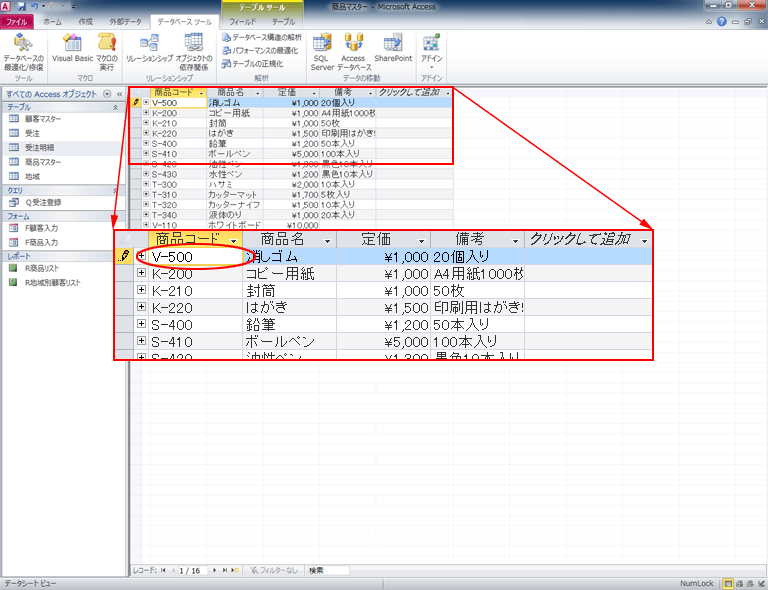 商品マスター - Microsoft Access
テーブル ツール
ファイル ホーム 作成 外部データ データベース ツール フィールド テーブル
データベースの最適化/修復
ツール
Visual Basic
マクロの実行
マクロ
リレーションシップ
オブジェクトの依存関係
リレーションシップ
データベース構造の解析
パフォーマンスの最適化
テーブルの正規化
解析
SQL Server
Access データベース
SharePoint
データの移動
アドイン
アドイン
すべての Access オブジェクト
テーブル
顧客マスター
受注
受注明細
商品マスター
地域
クエリ
Q受注登録
フォーム
F顧客入力
F商品入力
レポート
R商品リスト
R地域別顧客リスト
商品コード 商品名 定価 備考 クリックして追加
V-500 消しゴム ¥1,000 20個入り
K-200 コピー用紙 ¥1,000 A4用紙1000枚
K-210 封筒 ¥1,000 50枚
K-220 はがき ¥1,500 印刷用はがき
S-400 鉛筆 ¥1,200 50本入り
S-410 ボールペン ¥5,000 100本入り
S-420 油性ペン ¥1,300 黒色10本入り
S-430 水性ペン ¥1,200 黒色10本入り
T-300 ハサミ ¥2,000 10本入り
T-310 カッターマット ¥1,700 5枚入り
T-320 カッターナイフ ¥1,500 10本入り
T-340 液体のり ¥1,000 20本入り
V-110 ホワイトボード ¥10,000
商品コード 商品名 定価 備考 クリックして追加
V-500 消しゴム ¥1,000 20個入り
K-200 コピー用紙 ¥1,000 A4用紙1000枚
K-210 封筒 ¥1,000 50枚
K-220 はがき ¥1,500 印刷用はがき
S-400 鉛筆 ¥1,200 50本入り
S-410 ボールペン ¥5,000 100本入り
S-420 油性ペン ¥1,300 黒色10本入り
レコード: 1 / 16 フィルターなし 検索
データシート ビュー
NumLock